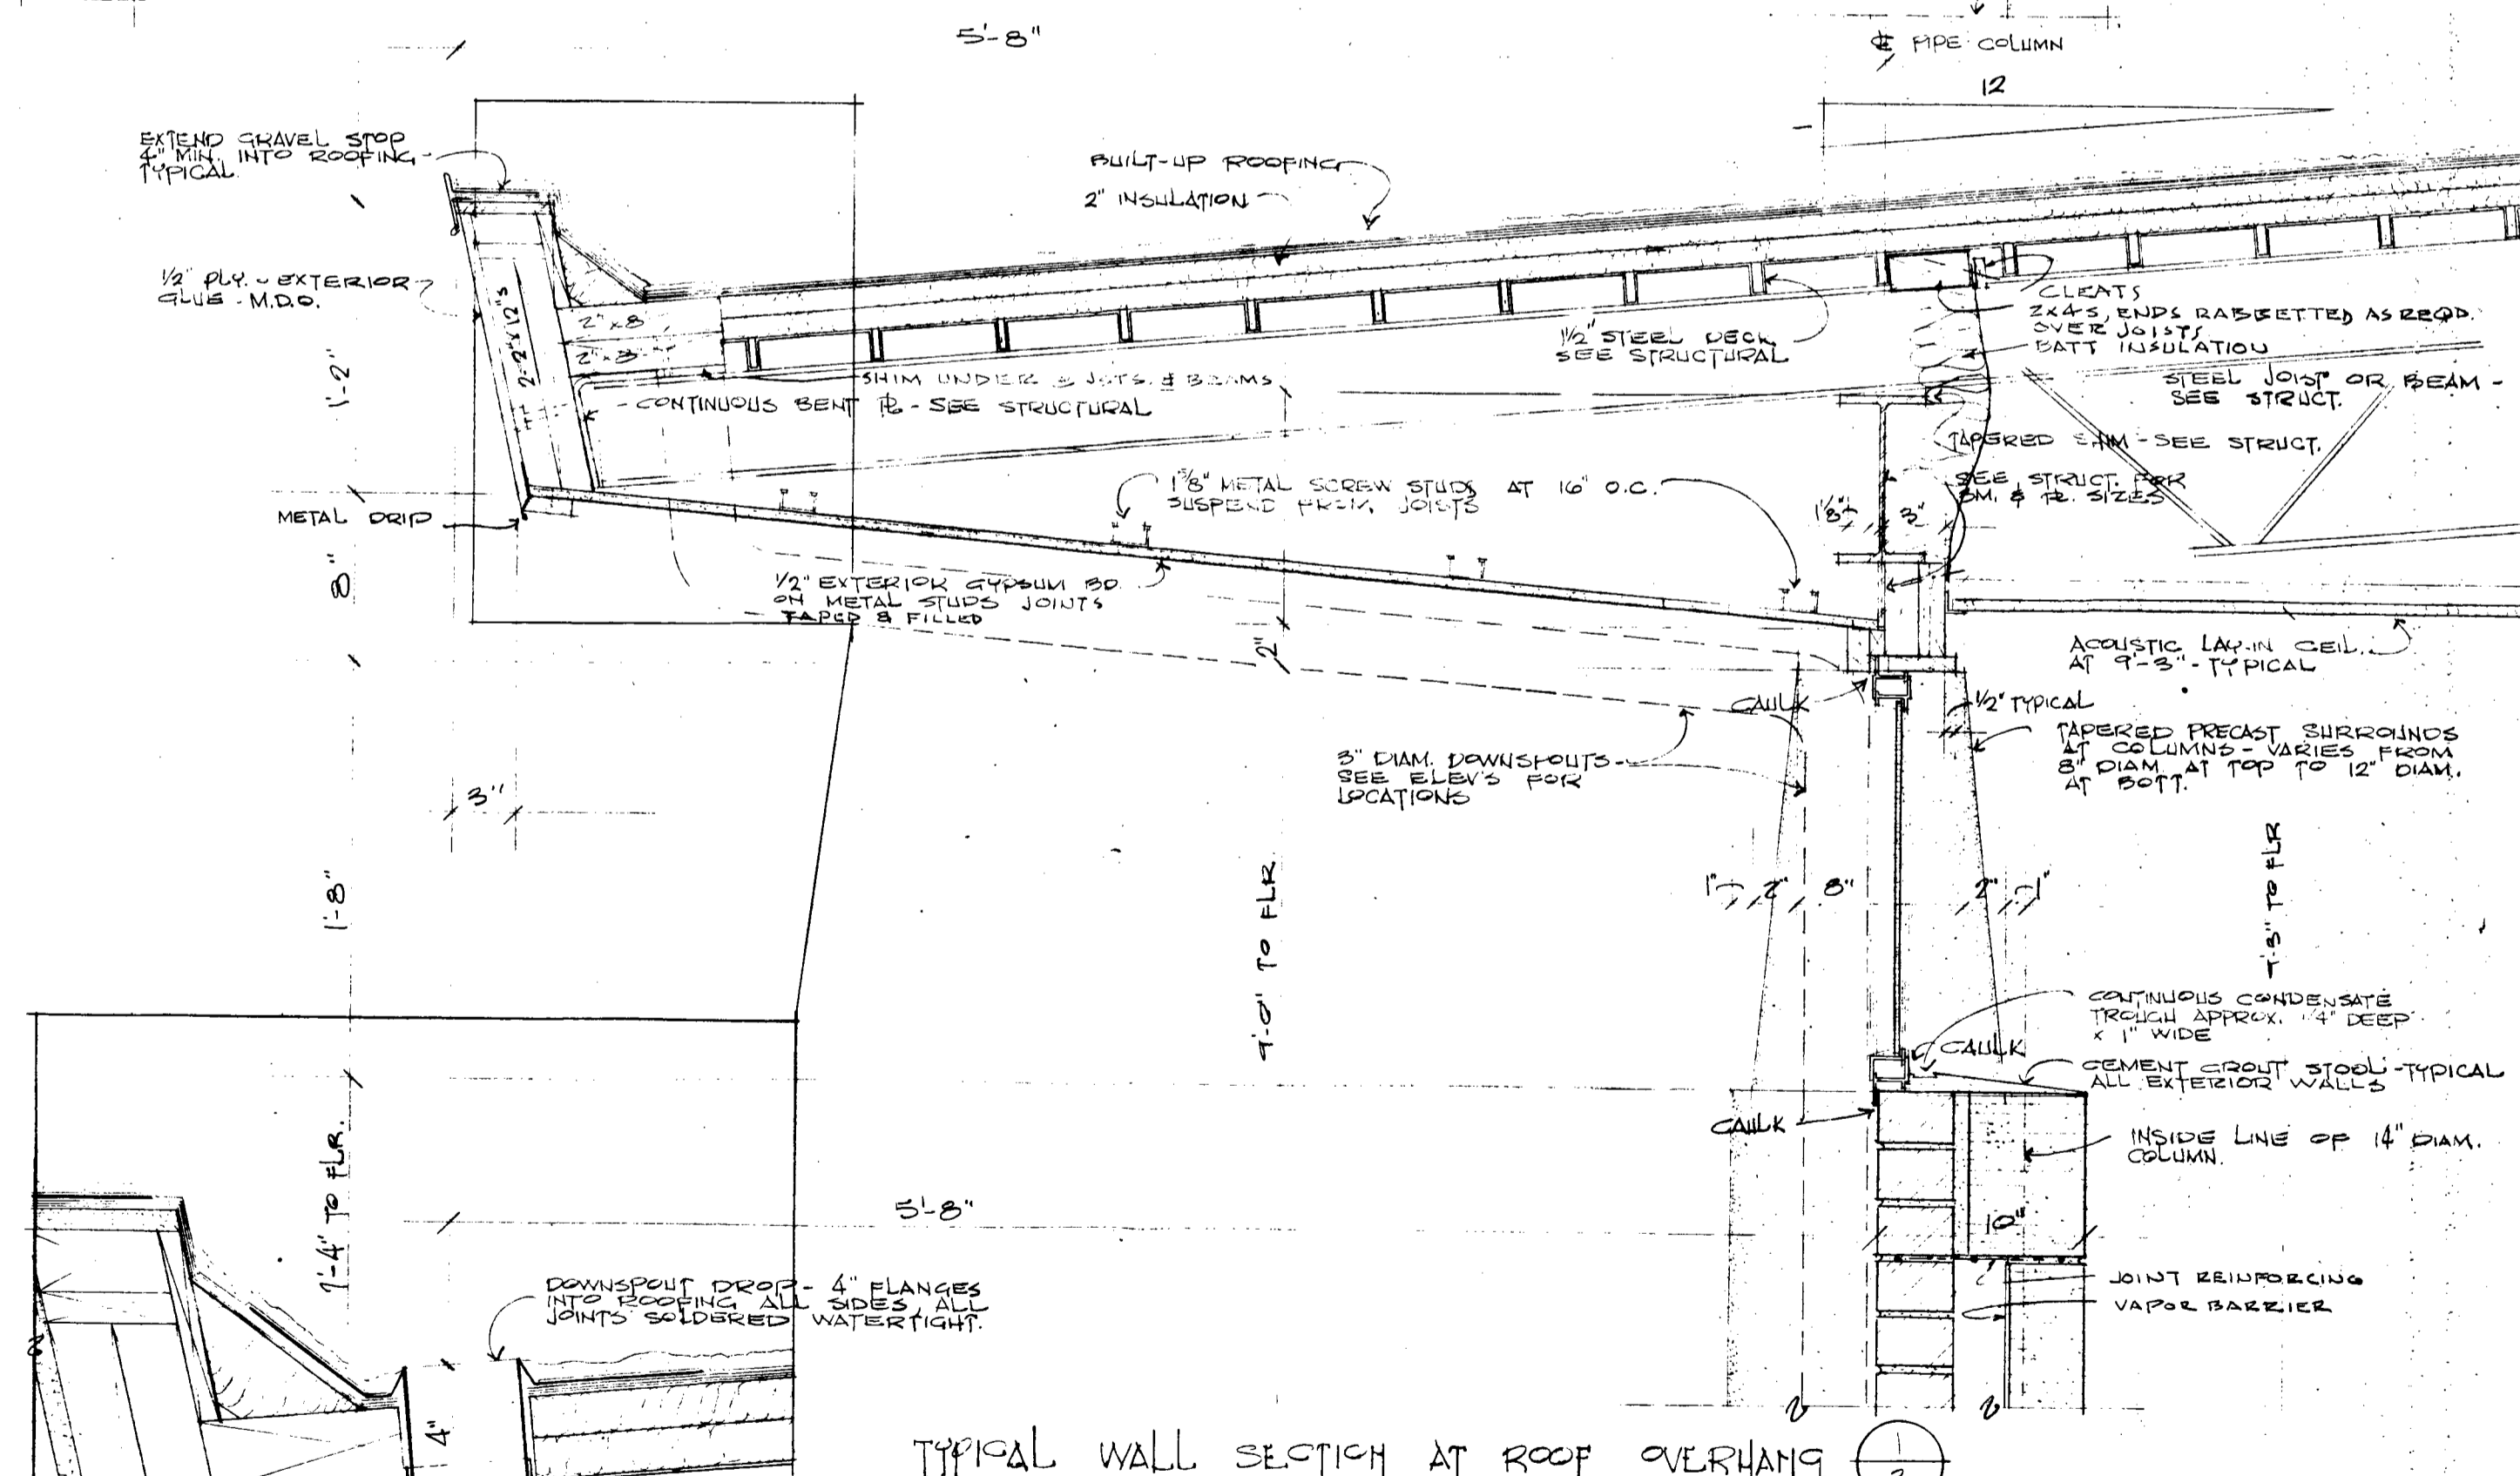 5'-8"
℄ PIPE COLUMN
12
EXTEND GRAVEL STOP
4" MIN. INTO ROOFING-
TYPICAL
BUILT-UP ROOFING
2" INSULATION
1/2" PLY. - EXTERIOR
GLUE - M.D.O.
2-2"x12"s
2"x8
1'-2"
SHIM UNDER JSTS. & BEAMS
- CONTINUOUS BENT ℔ - SEE STRUCTURAL
1 1/2" STEEL DECK
SEE STRUCTURAL
CLEATS
2x4'S, ENDS RABBETTED AS REQD.
OVER JOISTS
BATT INSULATION
STEEL JOIST OR BEAM -
SEE STRUCT.
TAPERED SHIM - SEE STRUCT.
SEE STRUCT. FOR
BM. & ℔. SIZES
3"
METAL DRIP
8"
1 5/8" METAL SCREW STUDS AT 16" O.C.
SUSPEND FROM JOISTS
1/2" EXTERIOR GYPSUM BD.
ON METAL STUDS JOINTS
TAPED & FILLED
2"
ACOUSTIC LAY-IN CEIL.
AT 9'-3" - TYPICAL
CAULK
1/2" TYPICAL
TAPERED PRECAST SURROUNDS
AT COLUMNS - VARIES FROM
8" DIAM. AT TOP TO 12" DIAM.
AT BOTT.
3" DIAM. DOWNSPOUTS -
SEE ELEV'S FOR
LOCATIONS
3"
1'-8"
9'-0" TO FLR.
1" 2" 8" 2" 1"
9'-3" TO FLR
CONTINUOUS CONDENSATE
TROUGH APPROX. 1/4" DEEP
x 1" WIDE
CAULK
CEMENT GROUT STOOL - TYPICAL
ALL EXTERIOR WALLS
CAULK
INSIDE LINE OF 14" DIAM.
COLUMN.
7'-4" TO FLR.
5'-8"
10"
JOINT REINFORCING
VAPOR BARRIER
DOWNSPOUT DROP - 4" FLANGES
INTO ROOFING ALL SIDES, ALL
JOINTS SOLDERED WATERTIGHT.
4"
TYPICAL WALL SECTION AT ROOF OVERHANG
1